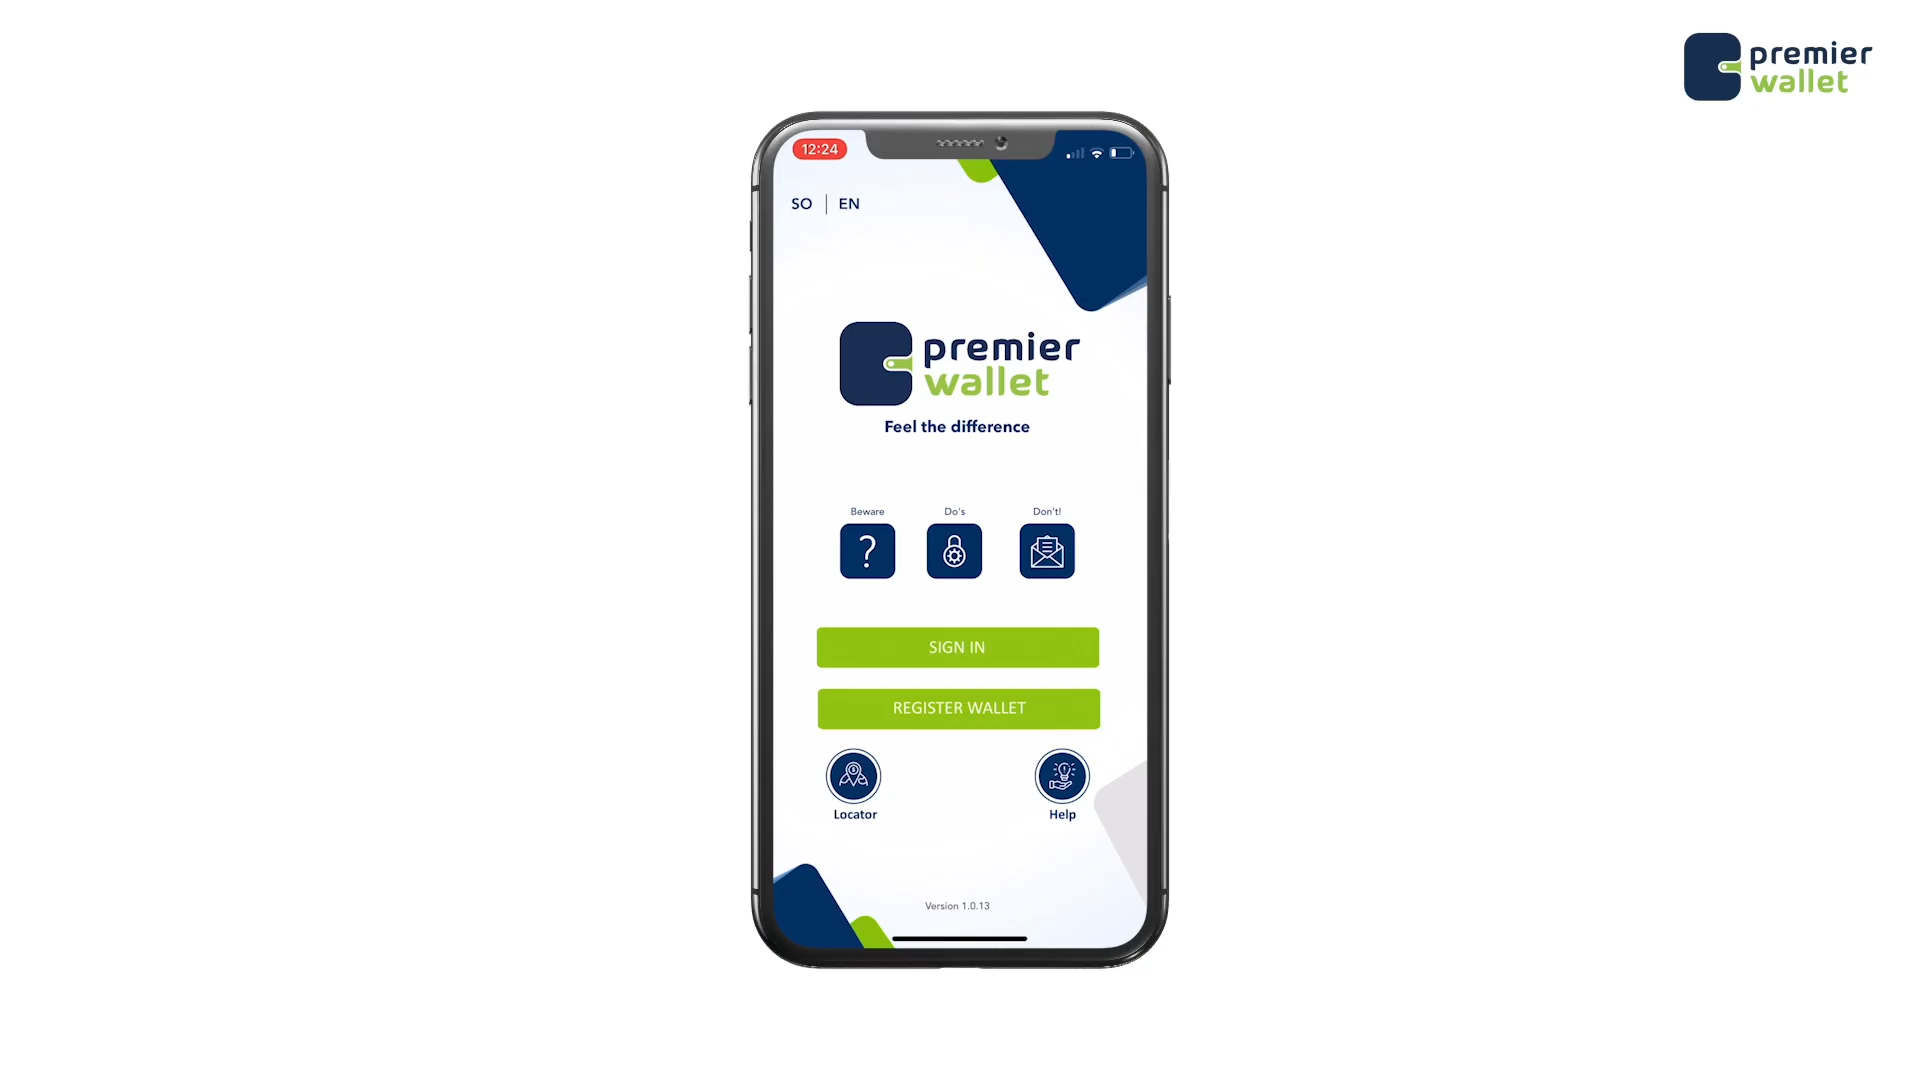 premier
wallet
12:24
SO | EN
premier
wallet
Feel the difference
Beware
Do's
Don't!
?
SIGN IN
REGISTER WALLET
Locator
Help
Version 1.0.13